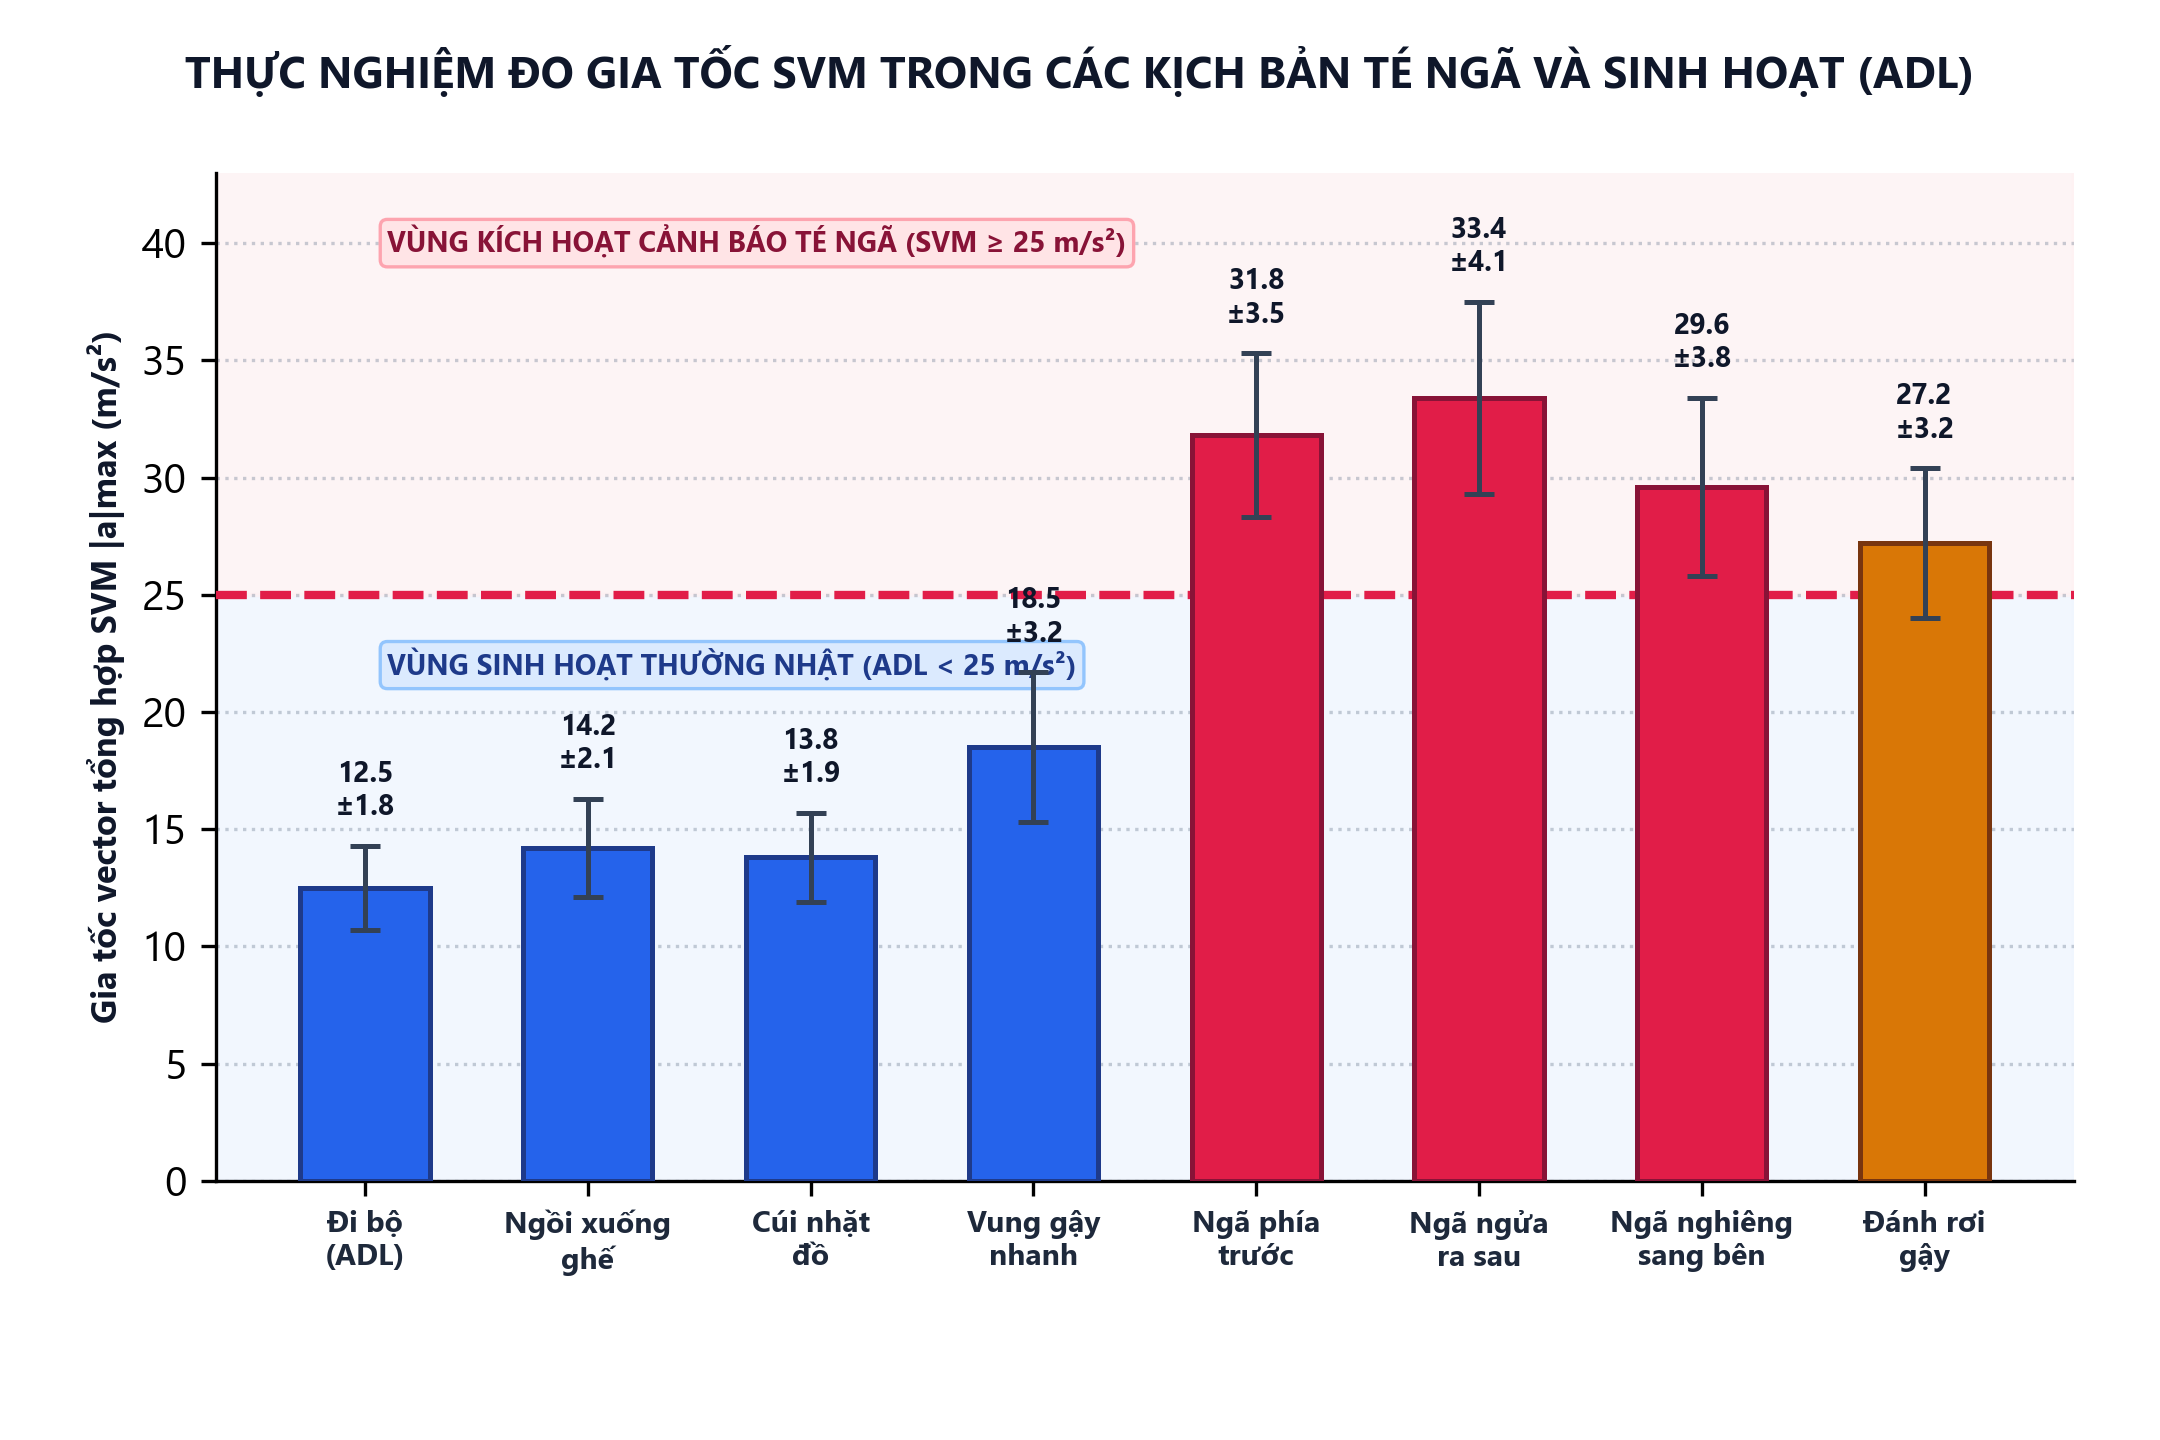 THỰC NGHIỆM ĐO GIA TỐC SVM TRONG CÁC KỊCH BẢN TÉ NGÃ VÀ SINH HOẠT (ADL)
Gia tốc vector tổng hợp SVM |a|max (m/s²)
40
35
30
25
20
15
10
5
0
VÙNG KÍCH HOẠT CẢNH BÁO TÉ NGÃ (SVM ≥ 25 m/s²)
VÙNG SINH HOẠT THƯỜNG NHẬT (ADL < 25 m/s²)
12.5
±1.8
14.2
±2.1
13.8
±1.9
18.5
±3.2
31.8
±3.5
33.4
±4.1
29.6
±3.8
27.2
±3.2
Đi bộ
(ADL)
Ngồi xuống
ghế
Cúi nhặt
đồ
Vung gậy
nhanh
Ngã phía
trước
Ngã ngửa
ra sau
Ngã nghiêng
sang bên
Đánh rơi
gậy